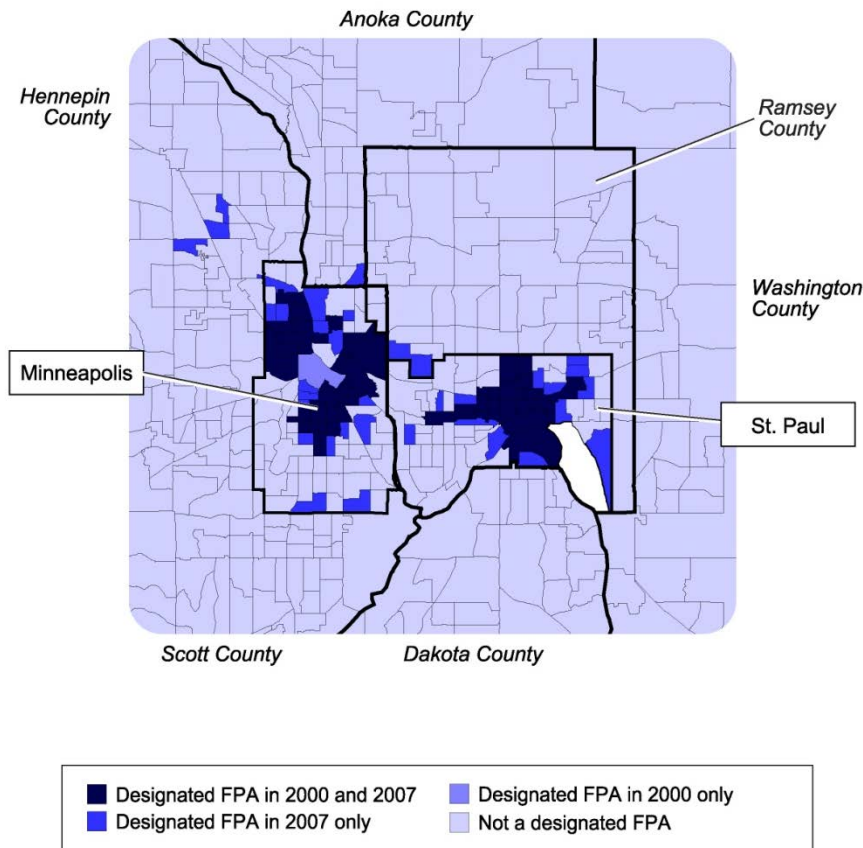 Anoka County
Hennepin
County
Ramsey
County
Washington
County
Minneapolis
St. Paul
Scott County
Dakota County
Designated FPA in 2000 and 2007
Designated FPA in 2000 only
Designated FPA in 2007 only
Not a designated FPA